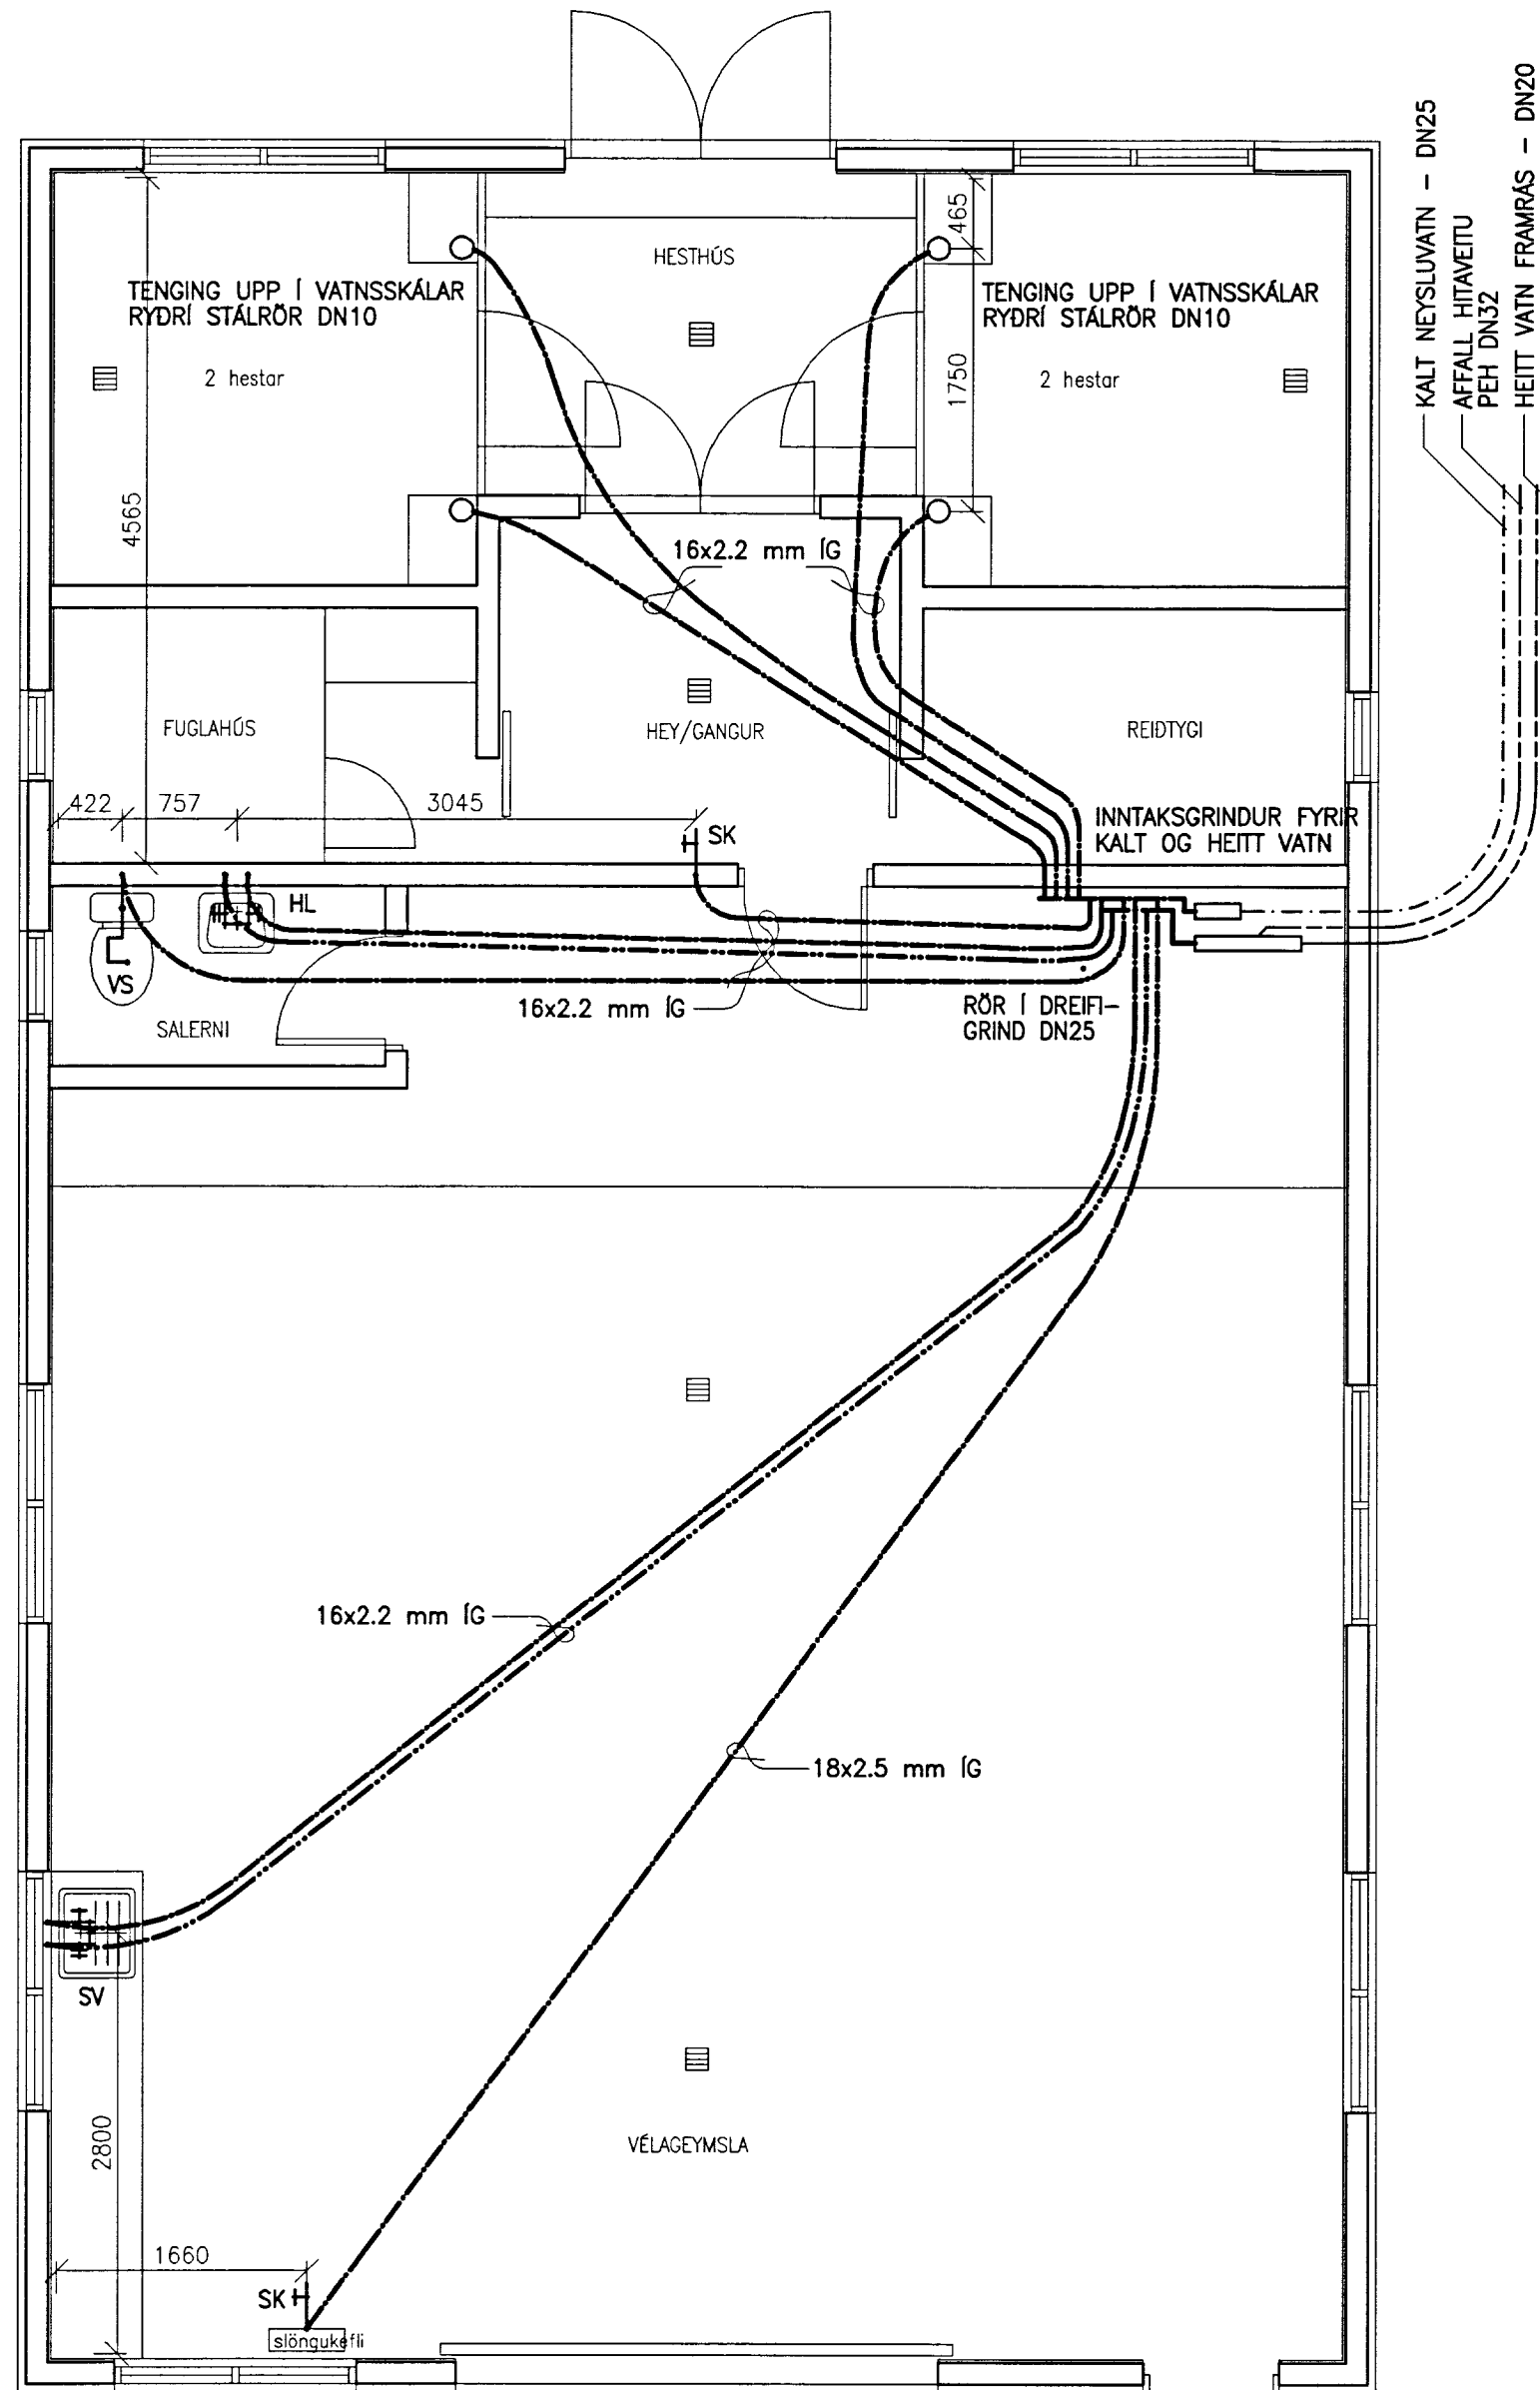 KALT NEYSLUVATN - DN25
AFFALL HITAVEITU
PEH DN32
HEITT VATN FRAMRÁS - DN20
465
HESTHÚS
TENGING UPP Í VATNSSKÁLAR
RYÐRÍ STÁLRÖR DN10
TENGING UPP Í VATNSSKÁLAR
RYÐRÍ STÁLRÖR DN10
2 hestar
1750
2 hestar
4565
16x2.2 mm ÍG
FUGLAHÚS
HEY/GANGUR
REIÐTYGI
422
757
3045
SK
INNTAKSGRINDUR FYRIR
KALT OG HEITT VATN
HL
VS
16x2.2 mm ÍG
RÖR Í DREIFI-
GRIND DN25
SALERNI
16x2.2 mm ÍG
18x2.5 mm ÍG
SV
2800
VÉLAGEYMSLA
1660
SK
slöngukefli